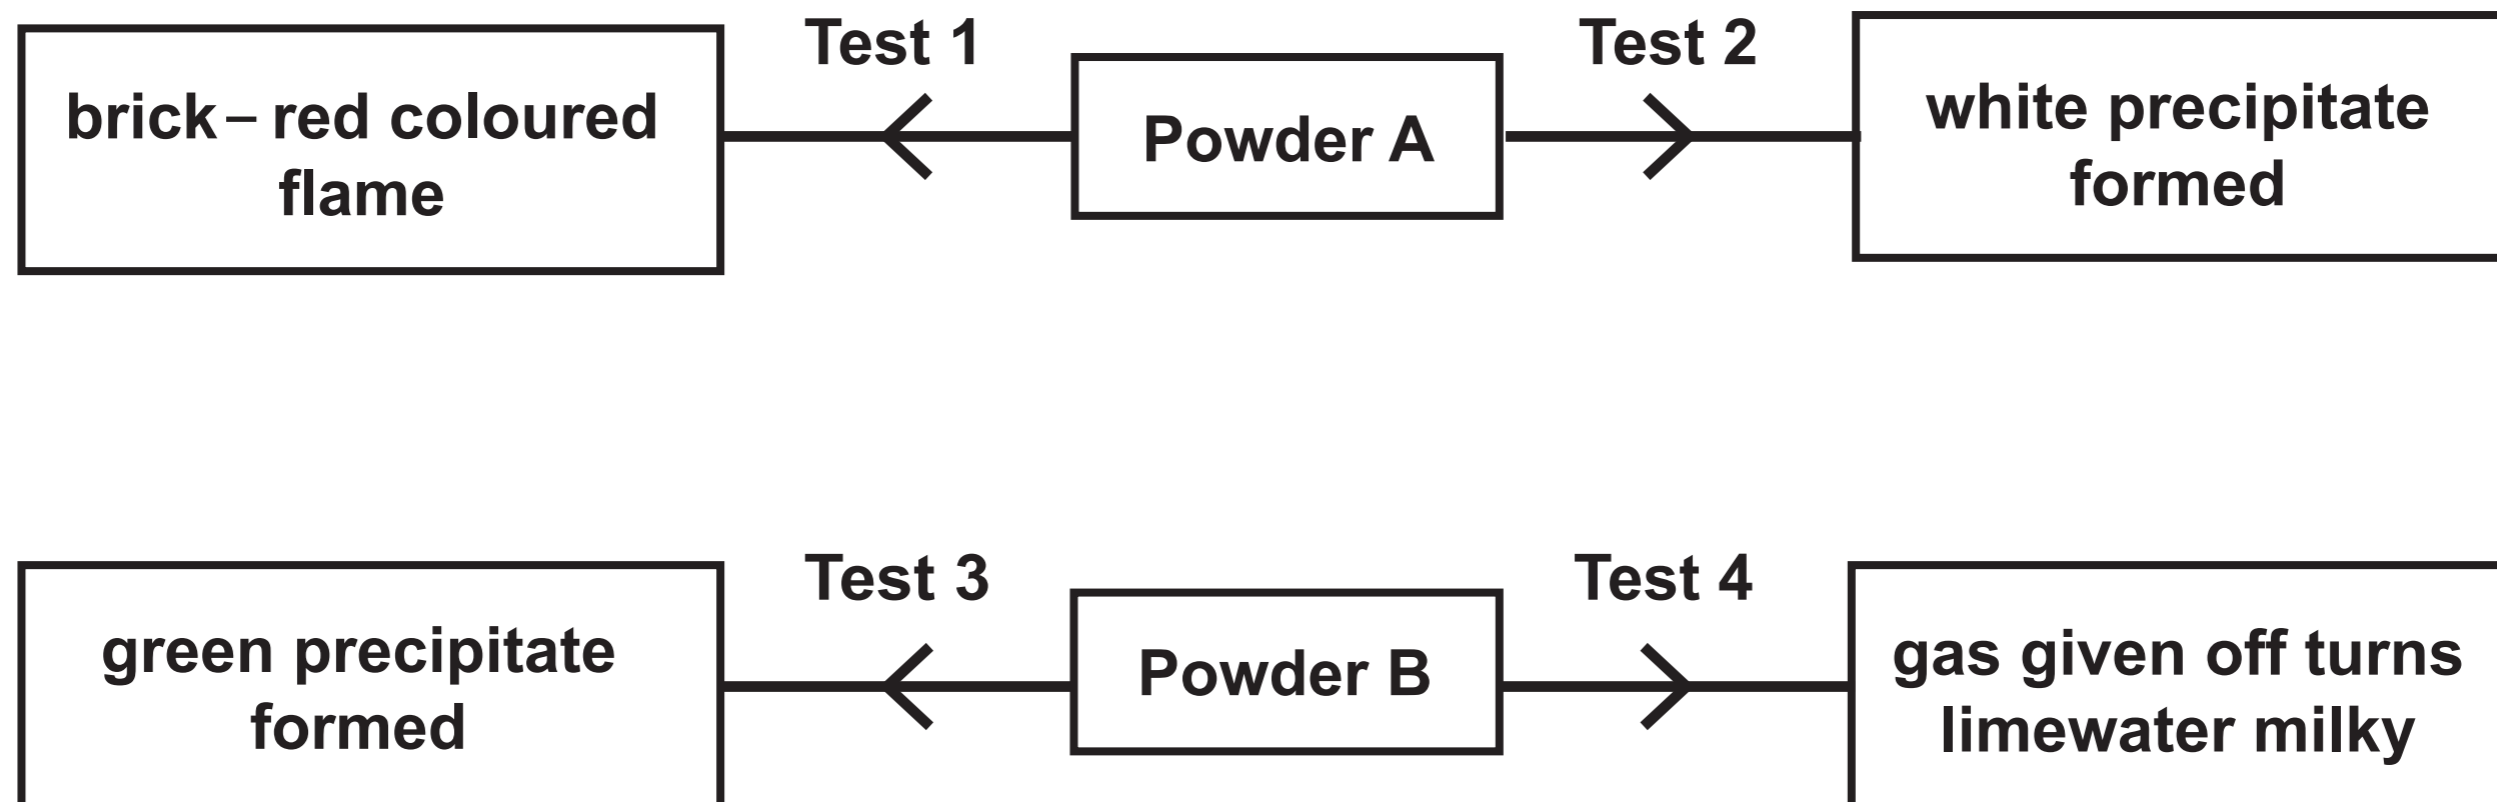 Test 1
Test 2
brick– red coloured
flame
Powder A
white precipitate
formed
Test 3
Test 4
green precipitate
formed
Powder B
gas given off turns
limewater milky